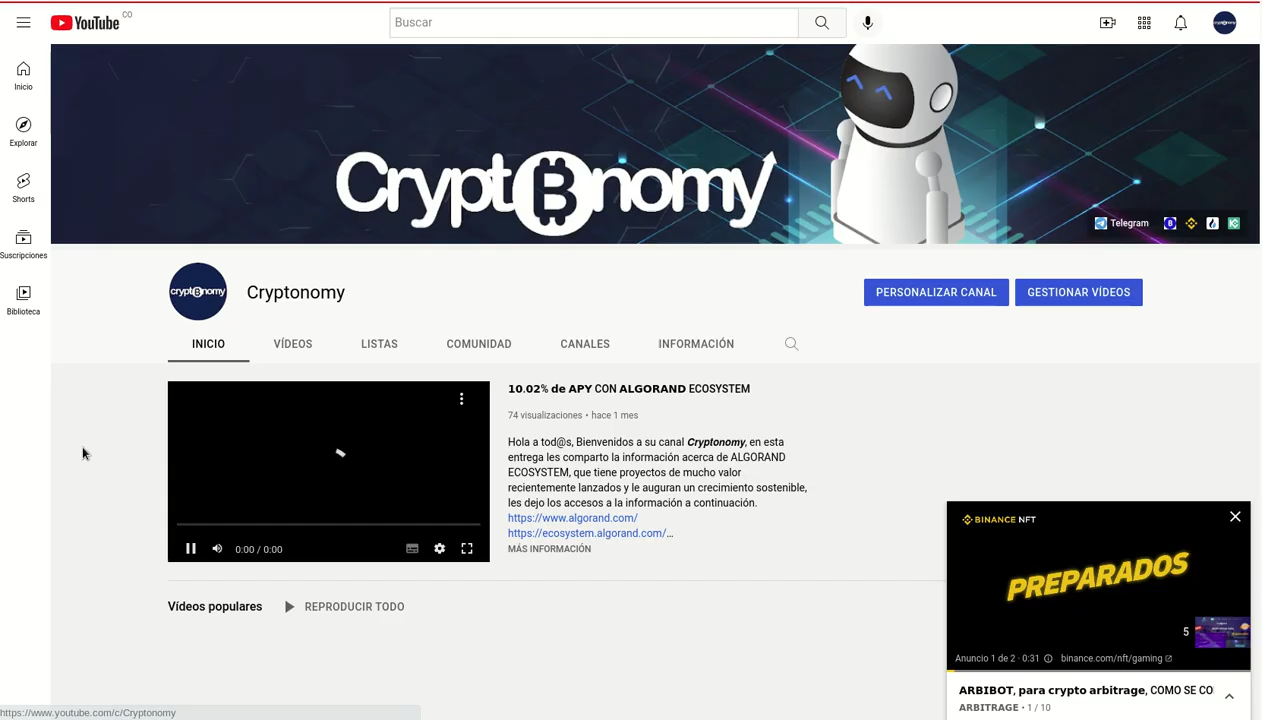 YouTube CO
Buscar
Inicio
Explorar
Shorts
Suscripciones
Biblioteca
Cryptonomy
Telegram
cryptonomy
Cryptonomy
PERSONALIZAR CANAL
GESTIONAR VÍDEOS
INICIO
VÍDEOS
LISTAS
COMUNIDAD
CANALES
INFORMACIÓN
10.02% de APY CON ALGORAND ECOSYSTEM
74 visualizaciones • hace 1 mes
Hola a tod@s, Bienvenidos a su canal Cryptonomy, en esta
entrega les comparto la información acerca de ALGORAND
ECOSYSTEM, que tiene proyectos de mucho valor
recientemente lanzados y le auguran un crecimiento sostenible,
les dejo los accesos a la información a continuación.
https://www.algorand.com/
https://ecosystem.algorand.com/...
MÁS INFORMACIÓN
0:00 / 0:00
Vídeos populares
REPRODUCIR TODO
BINANCE NFT
PREPARADOS
5
Anuncio 1 de 2 · 0:31
binance.com/nft/gaming
ARBIBOT, para crypto arbitrage, COMO SE CO
ARBITRAGE • 1 / 10
https://www.youtube.com/c/Cryptonomy